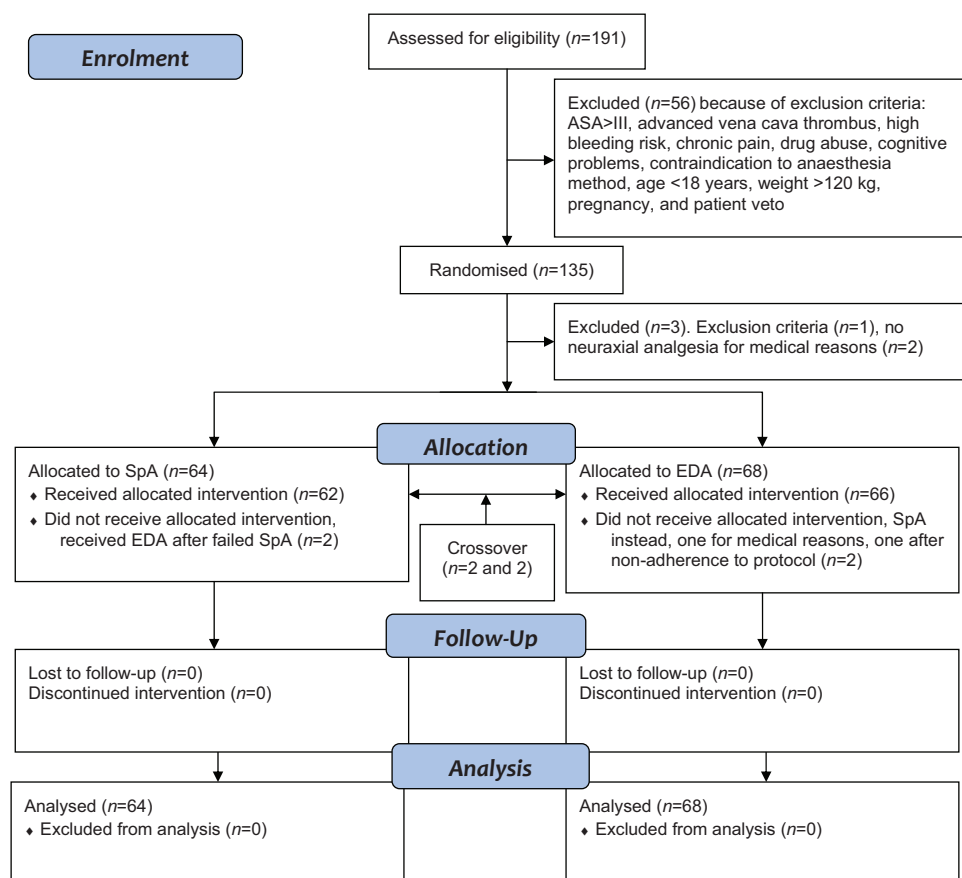 Enrolment
Assessed for eligibility (n=191)
Excluded (n=56) because of exclusion criteria:
ASA>III, advanced vena cava thrombus, high
bleeding risk, chronic pain, drug abuse, cognitive
problems, contraindication to anaesthesia
method, age <18 years, weight >120 kg,
pregnancy, and patient veto
Randomised (n=135)
Excluded (n=3). Exclusion criteria (n=1), no
neuraxial analgesia for medical reasons (n=2)
Allocation
Allocated to SpA (n=64)
♦ Received allocated intervention (n=62)
♦ Did not receive allocated intervention,
received EDA after failed SpA (n=2)
Crossover
(n=2 and 2)
Allocated to EDA (n=68)
♦ Received allocated intervention (n=66)
♦ Did not receive allocated intervention, SpA
instead, one for medical reasons, one after
non-adherence to protocol (n=2)
Follow-Up
Lost to follow-up (n=0)
Discontinued intervention (n=0)
Lost to follow-up (n=0)
Discontinued intervention (n=0)
Analysis
Analysed (n=64)
♦ Excluded from analysis (n=0)
Analysed (n=68)
♦ Excluded from analysis (n=0)